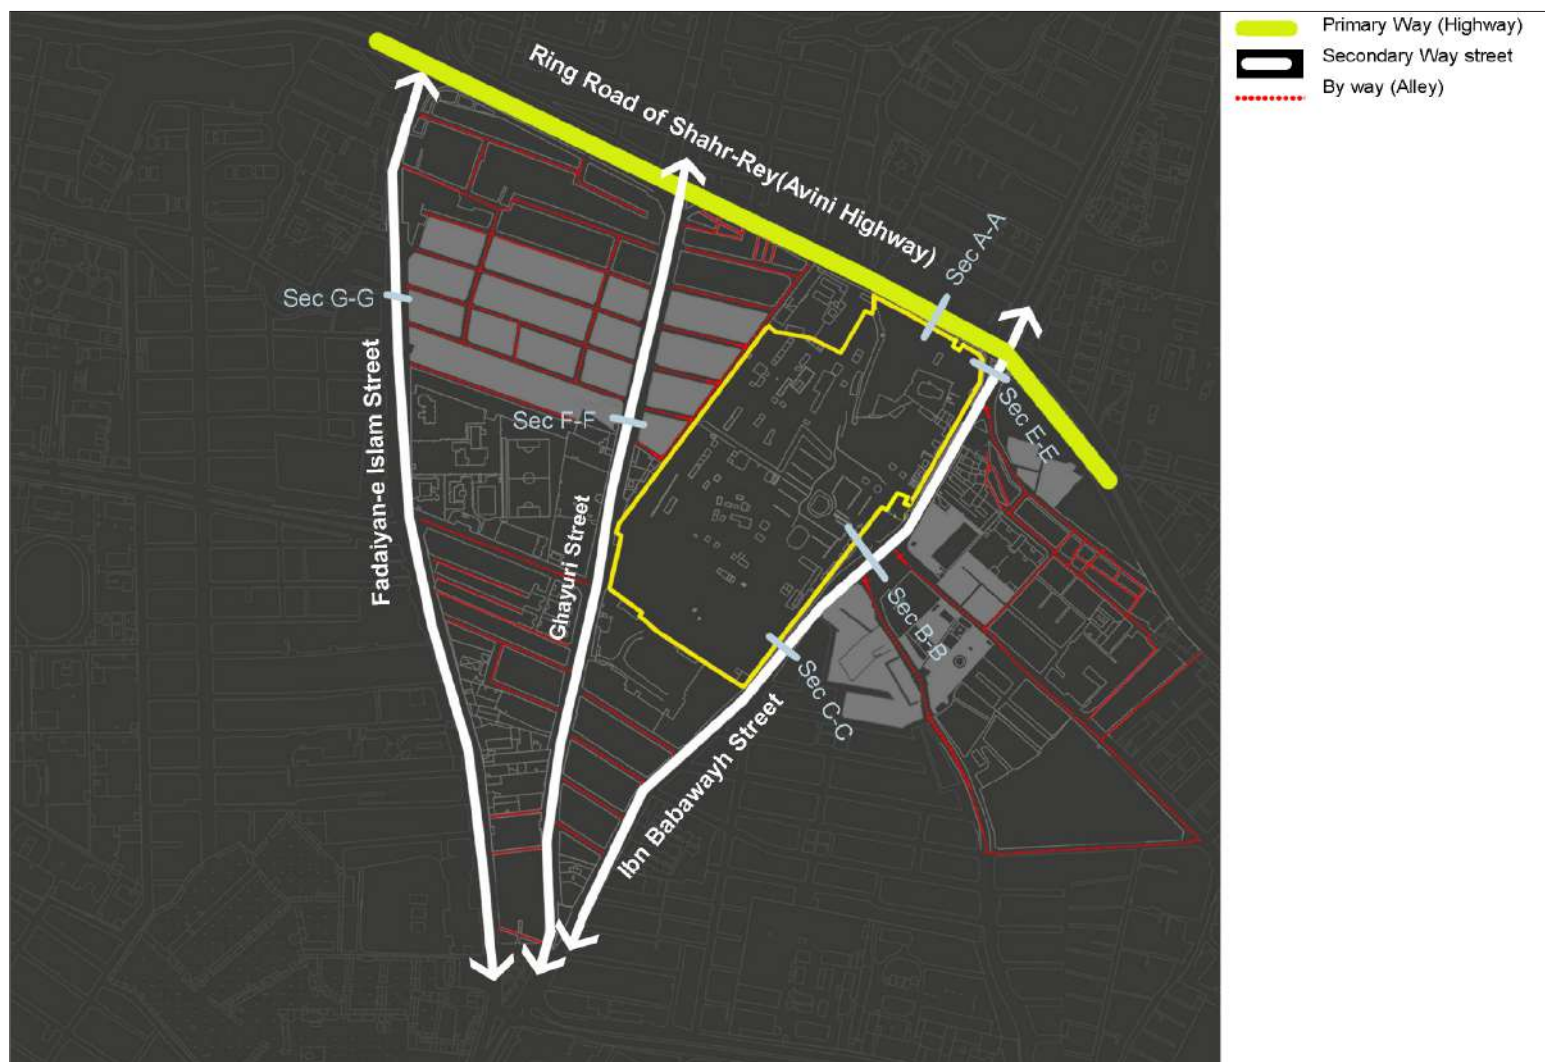 Primary Way (Highway)
Secondary Way street
By way (Alley)
Ring Road of Shahr-Rey(Avini Highway)
Sec A-A
Sec G-G
Fadaiyan-e Islam Street
Sec F-F
Sec E-E
Ghayuri Street
Sec B-B
Sec C-C
Ibn Babawayh Street